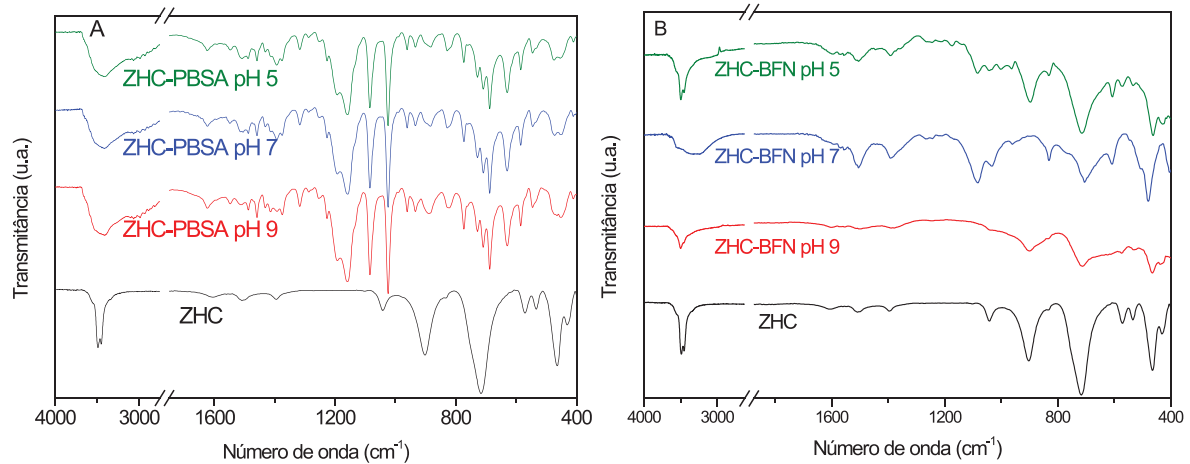 A
ZHC-PBSA pH 5
ZHC-PBSA pH 7
ZHC-PBSA pH 9
ZHC
Transmitância (u.a.)
4000 3000 1600 1200 800 400
Número de onda (cm⁻¹)
B
ZHC-BFN pH 5
ZHC-BFN pH 7
ZHC-BFN pH 9
ZHC
Transmitância (u.a.)
4000 3000 1600 1200 800 400
Número de onda (cm⁻¹)